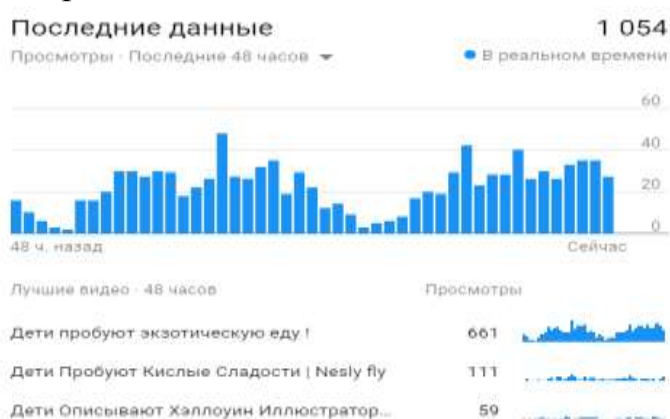 Последние данные 1 054
Просмотры · Последние 48 часов В реальном времени
60
40
20
0
48 ч. назад Сейчас
Лучшие видео · 48 часов Просмотры
Дети пробуют экзотическую еду ! 661
Дети Пробуют Кислые Сладости | Nesly fly 111
Дети Описывают Хэллоуин Иллюстратор... 59